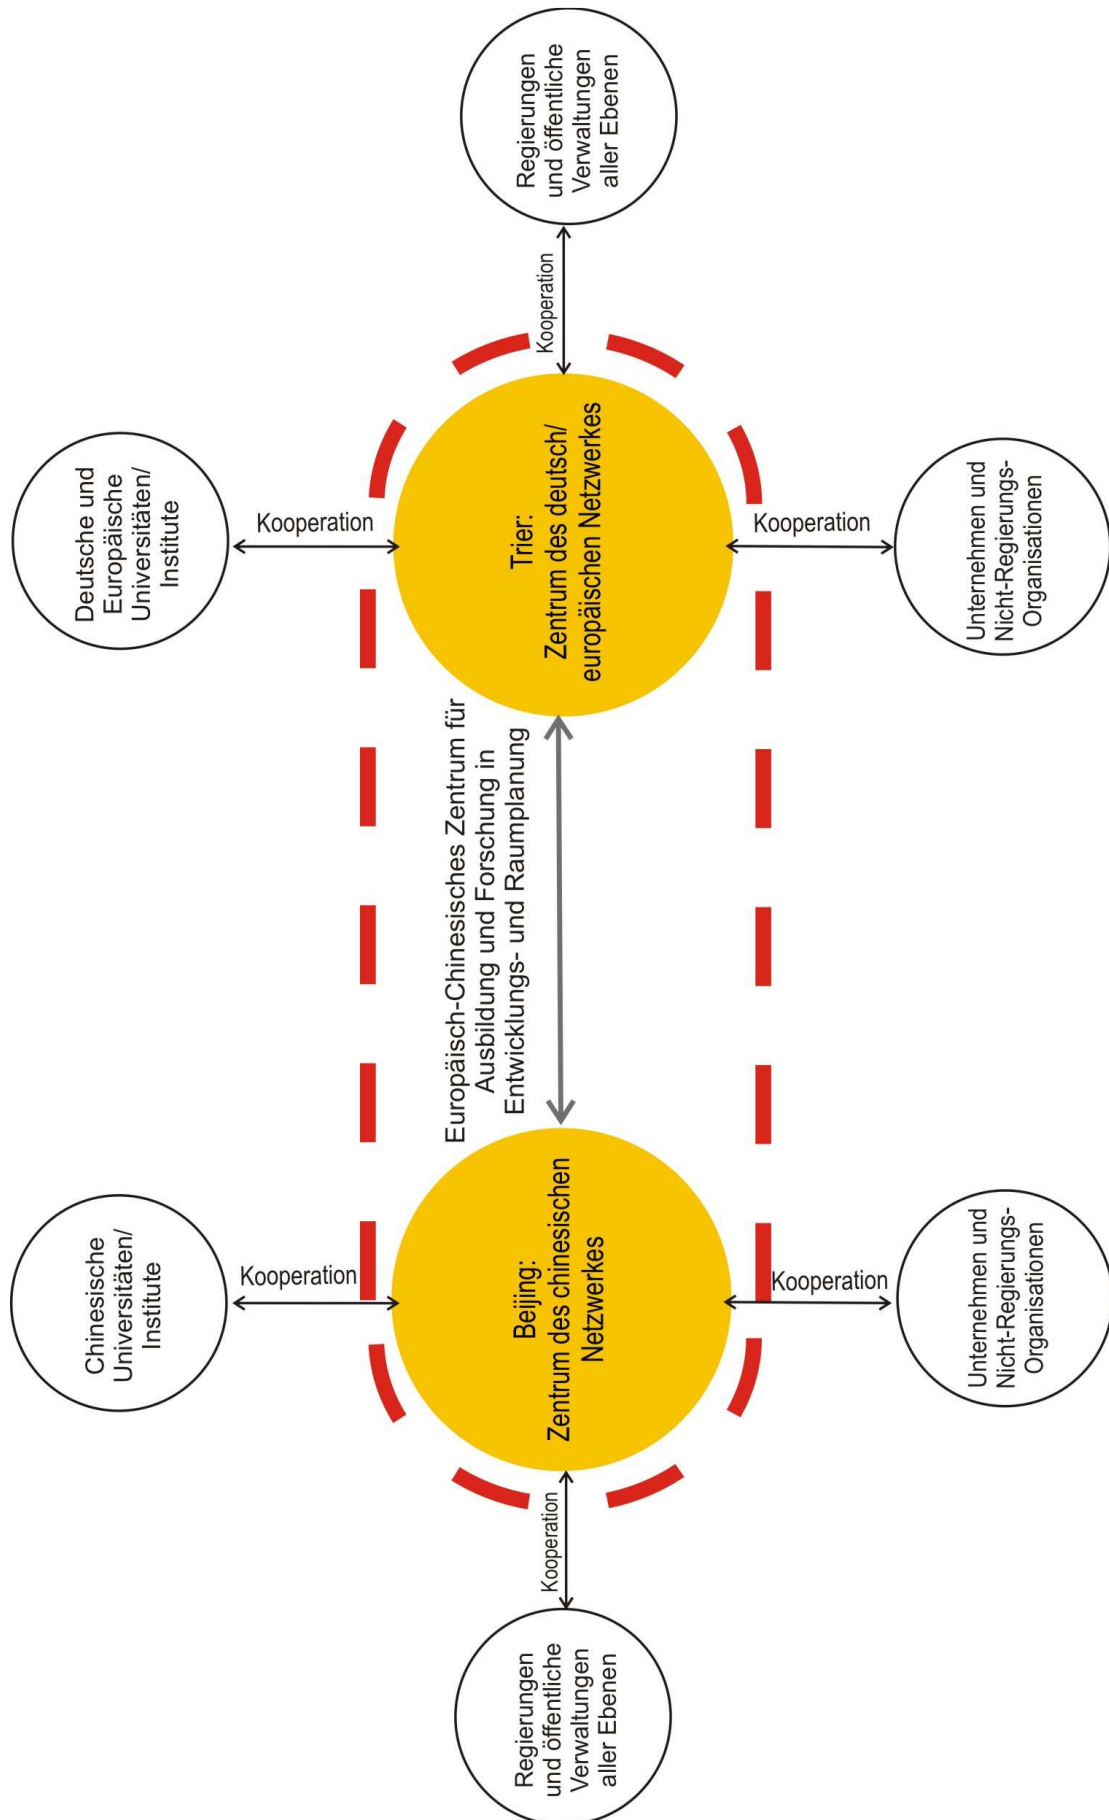 Chinesische
Universitäten/
Institute
Deutsche und
Europäische
Universitäten/
Institute
Kooperation
Kooperation
Regierungen
und öffentliche
Verwaltungen
aller Ebenen
Kooperation
Beijing:
Zentrum des chinesischen
Netzwerkes
Europäisch-Chinesisches Zentrum für
Ausbildung und Forschung in
Entwicklungs- und Raumplanung
Trier:
Zentrum des deutsch/
europäischen Netzwerkes
Kooperation
Regierungen
und öffentliche
Verwaltungen
aller Ebenen
Kooperation
Kooperation
Unternehmen und
Nicht-Regierungs-
Organisationen
Unternehmen und
Nicht-Regierungs-
Organisationen